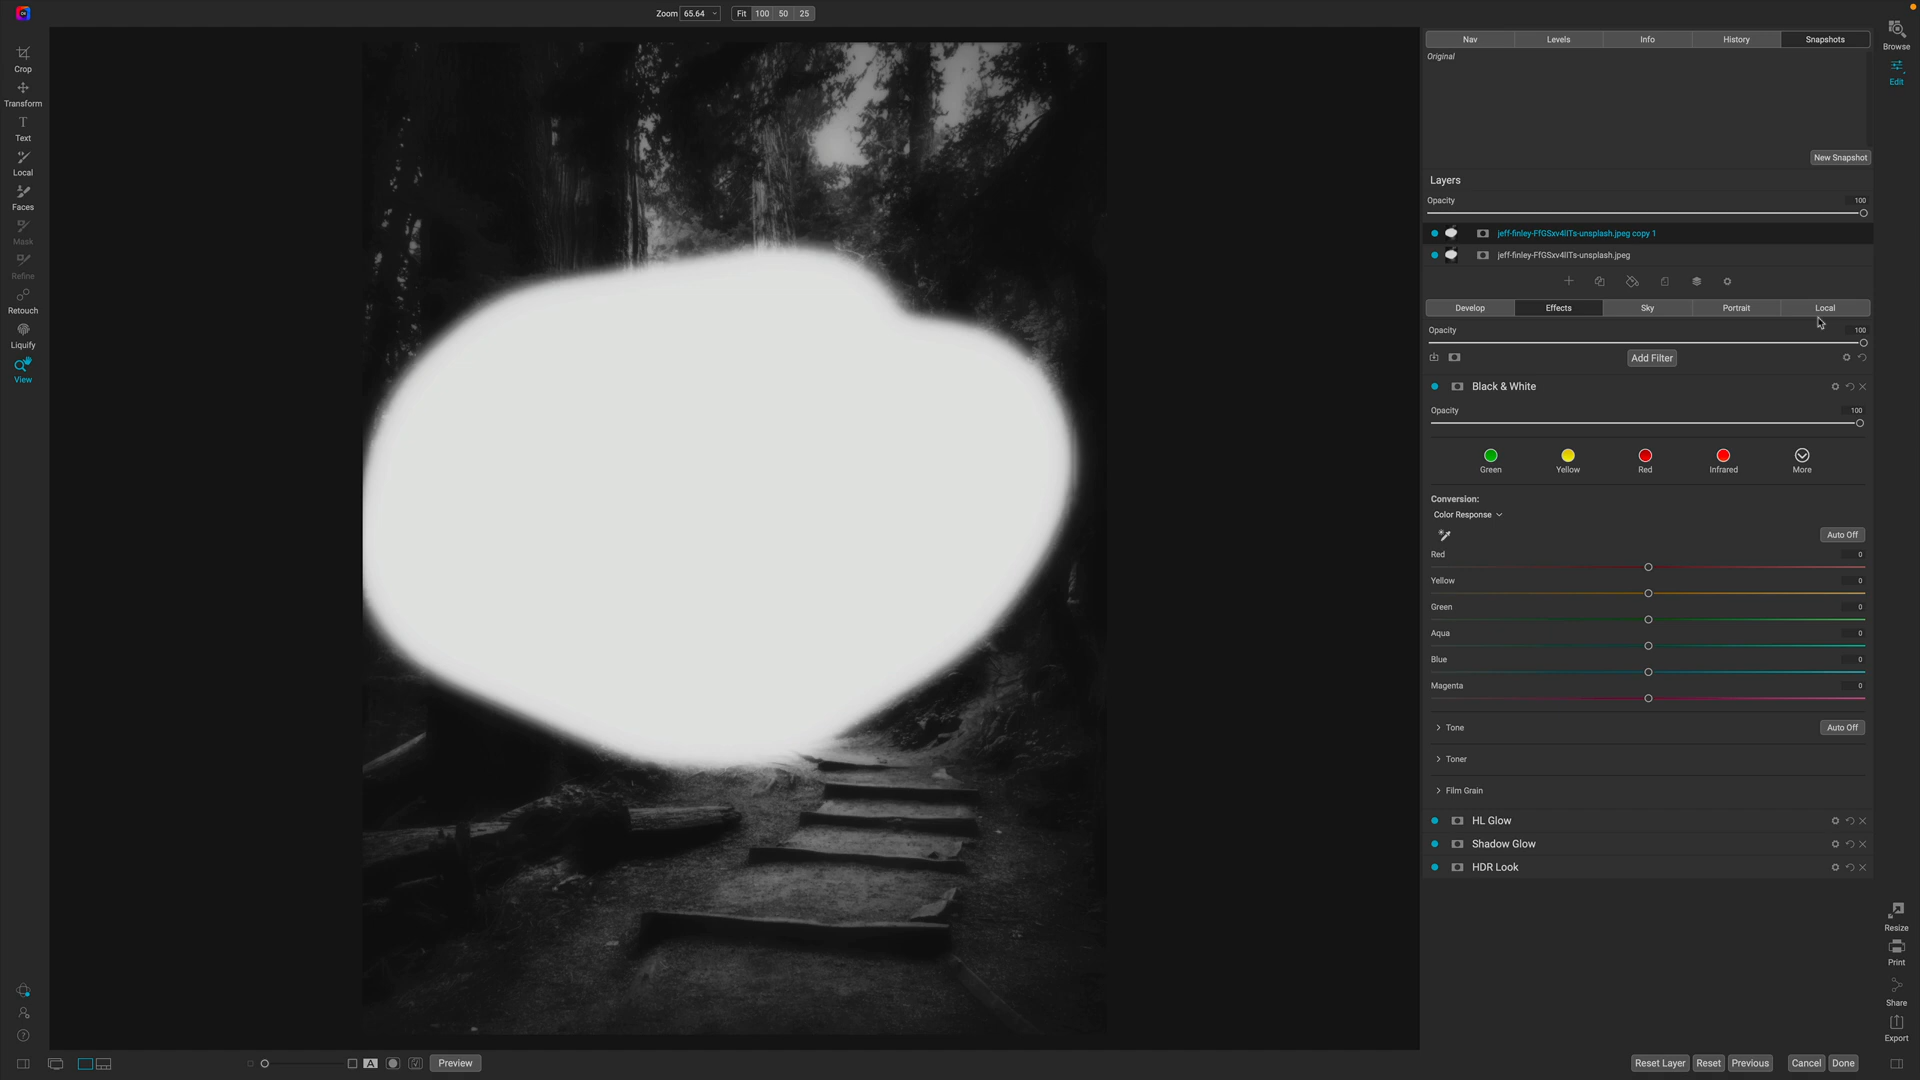 Zoom 65.64 Fit 100 50 25
Crop
Transform
Text
Local
Faces
Mask
Refine
Retouch
Liquify
View
Nav Levels Info History Snapshots
Original
New Snapshot
Layers
Opacity 100
jeff-finley-FfGSxv4lITs-unsplash.jpeg copy 1
jeff-finley-FfGSxv4lITs-unsplash.jpeg
Develop Effects Sky Portrait Local
Opacity 100
Add Filter
Black & White
Opacity 100
Green Yellow Red Infrared More
Conversion:
Color Response
Auto Off
Red 0
Yellow 0
Green 0
Aqua 0
Blue 0
Magenta 0
Tone Auto Off
Toner
Film Grain
HL Glow
Shadow Glow
HDR Look
Browse
Edit
Resize
Print
Share
Export
A Preview
Reset Layer Reset Previous Cancel Done